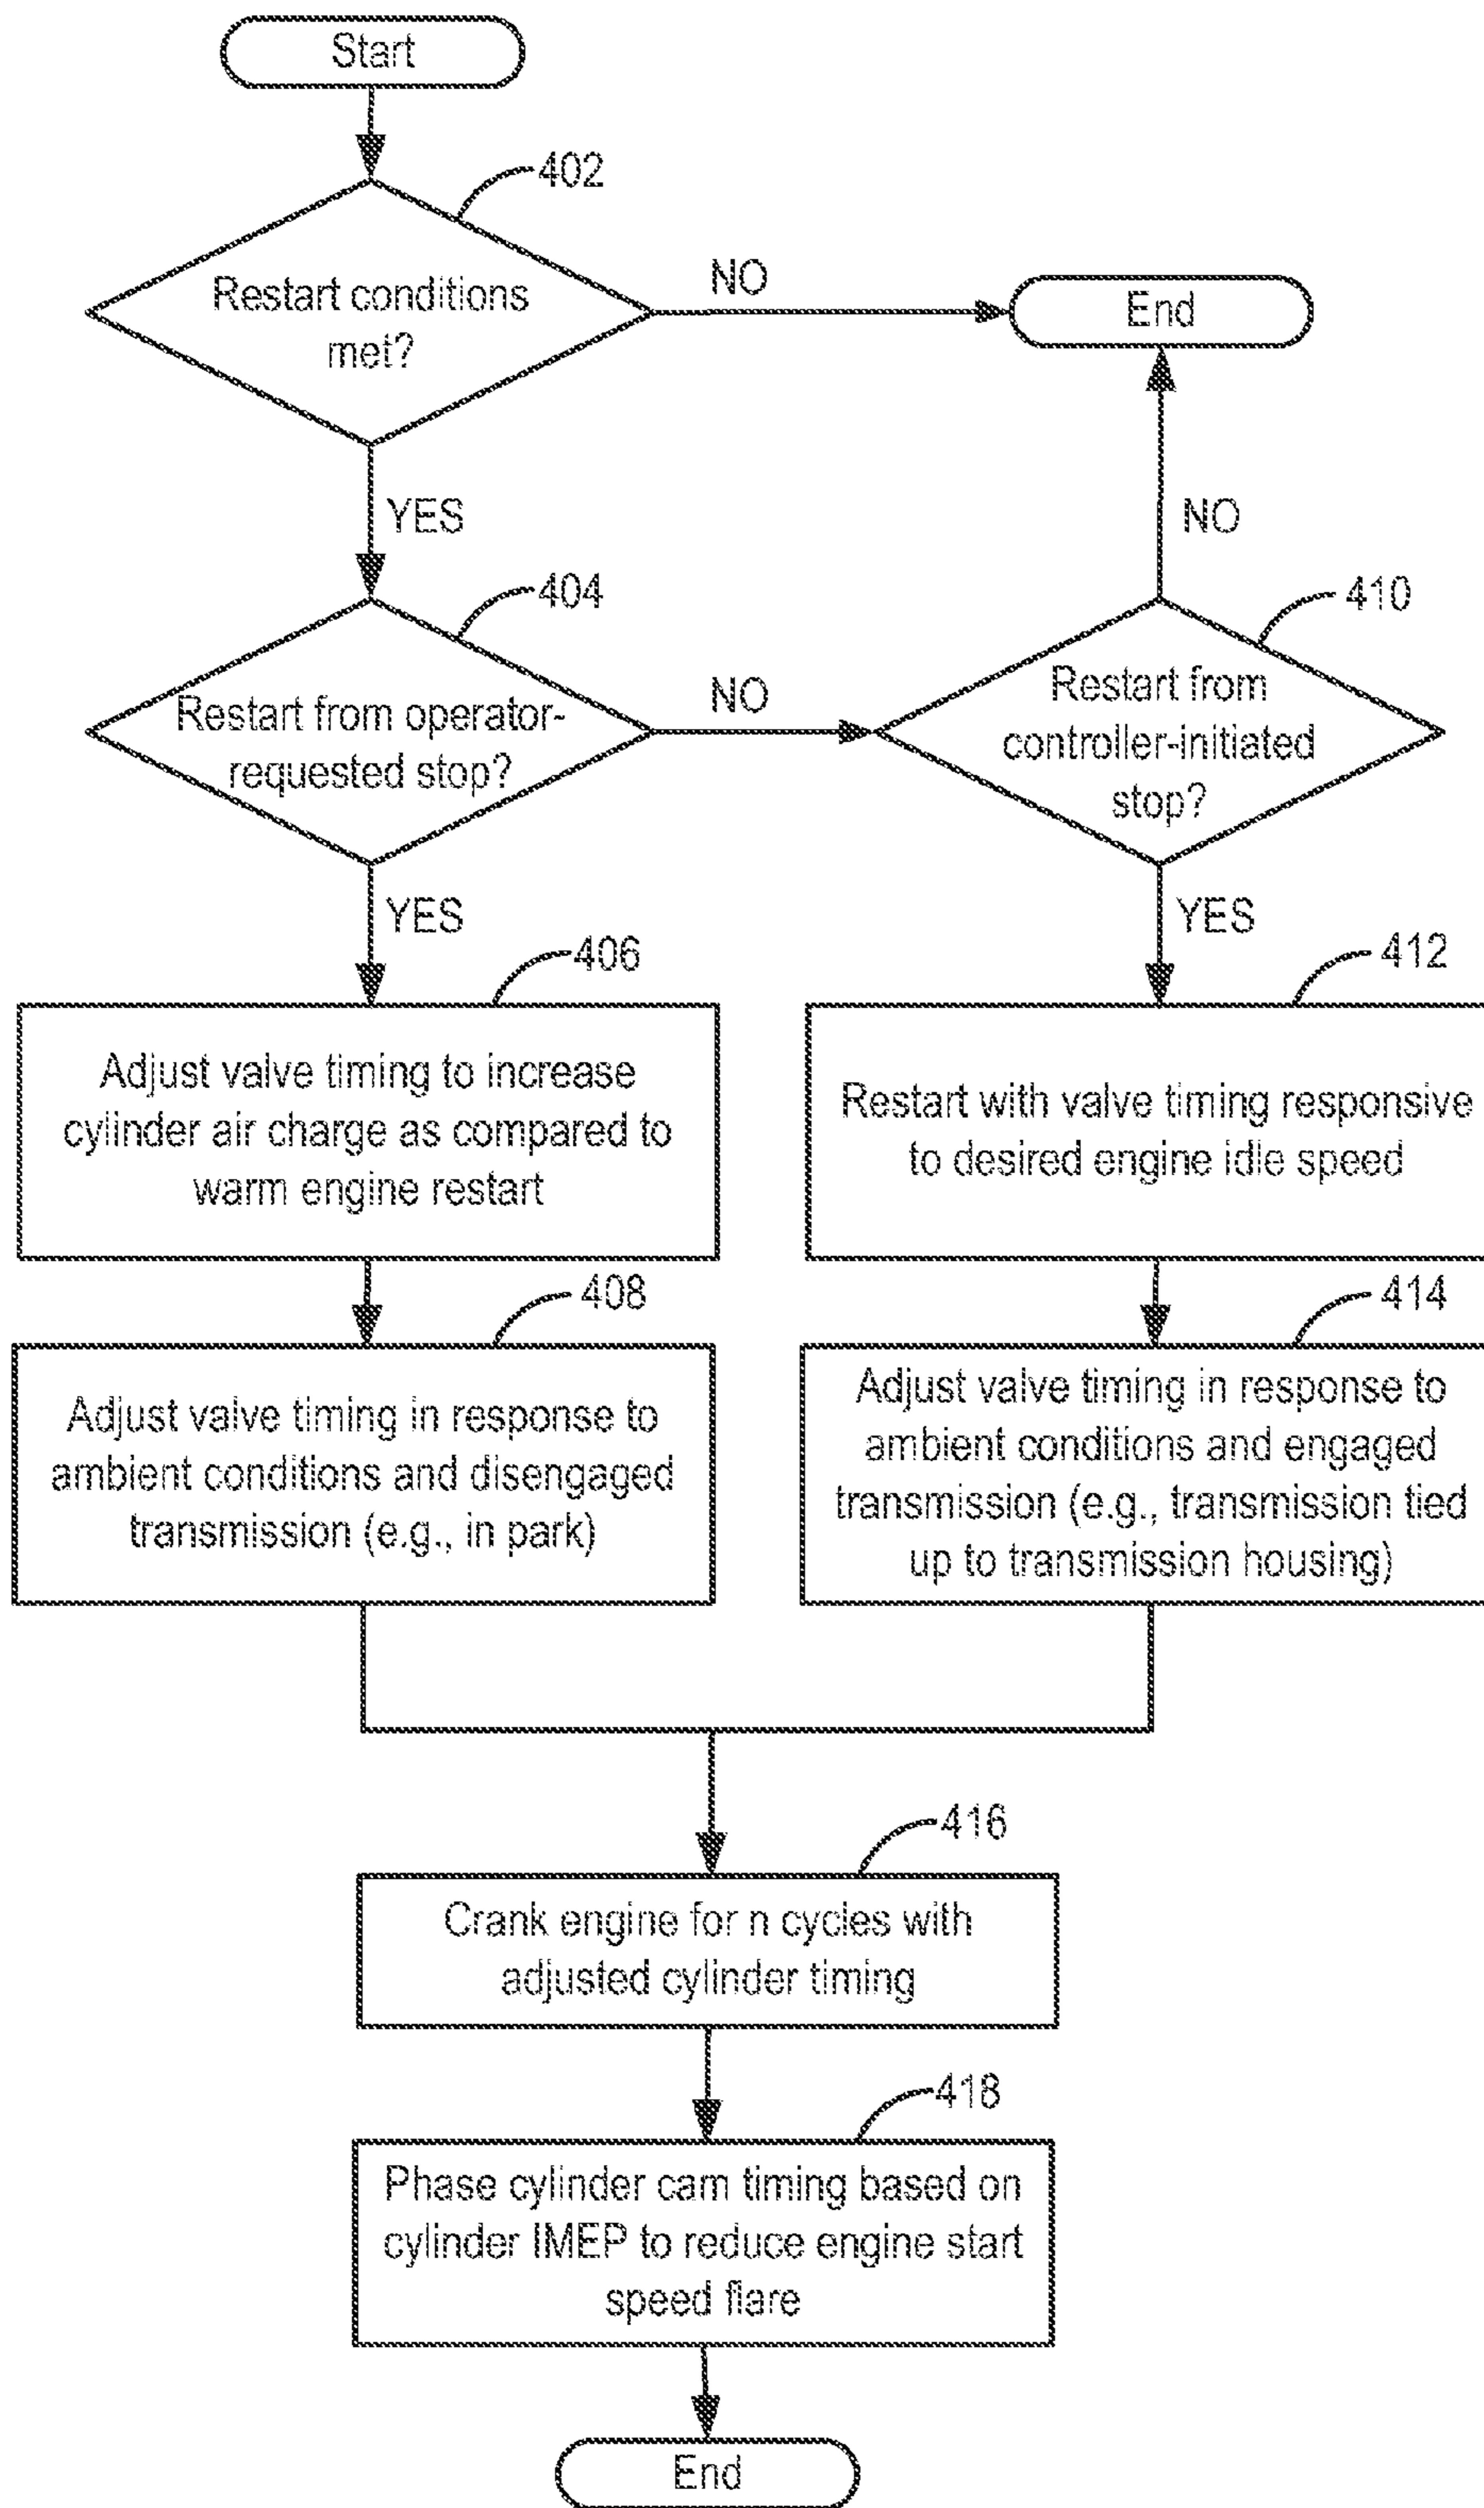 Start
402
Restart conditions
met?
NO
End
YES
404
Restart from operator-
requested stop?
NO
410
Restart from
controller-initiated
stop?
NO
YES
YES
406
Adjust valve timing to increase
cylinder air charge as compared to
warm engine restart
412
Restart with valve timing responsive
to desired engine idle speed
408
Adjust valve timing in response to
ambient conditions and disengaged
transmission (e.g., in park)
414
Adjust valve timing in response to
ambient conditions and engaged
transmission (e.g., transmission tied
up to transmission housing)
416
Crank engine for n cycles with
adjusted cylinder timing
418
Phase cylinder cam timing based on
cylinder IMEP to reduce engine start
speed flare
End